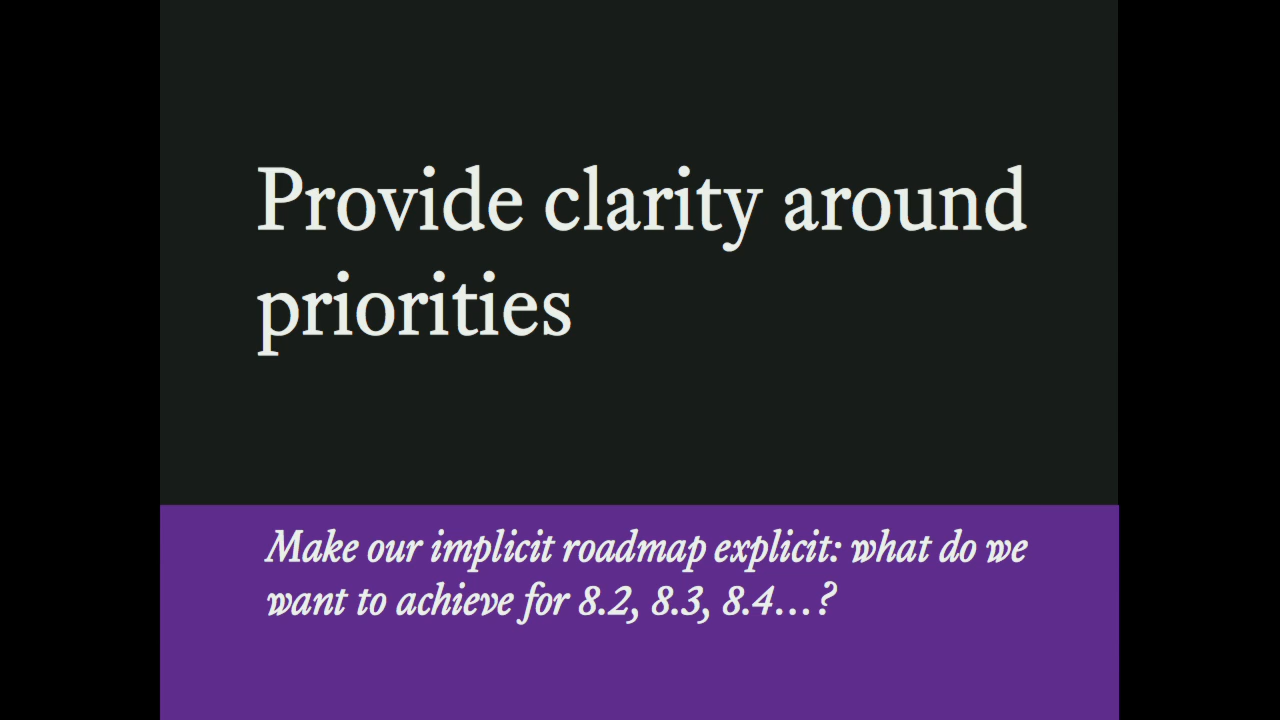 Provide clarity around
priorities
Make our implicit roadmap explicit: what do we
want to achieve for 8.2, 8.3, 8.4...?